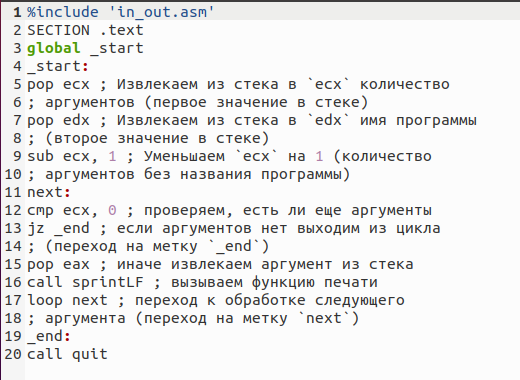 1 %include 'in_out.asm'
2 SECTION .text
3 global _start
4 _start:
5 pop ecx ; Извлекаем из стека в `ecx` количество
6 ; аргументов (первое значение в стеке)
7 pop edx ; Извлекаем из стека в `edx` имя программы
8 ; (второе значение в стеке)
9 sub ecx, 1 ; Уменьшаем `ecx` на 1 (количество
10 ; аргументов без названия программы)
11 next:
12 cmp ecx, 0 ; проверяем, есть ли еще аргументы
13 jz _end ; если аргументов нет выходим из цикла
14 ; (переход на метку `_end`)
15 pop eax ; иначе извлекаем аргумент из стека
16 call sprintLF ; вызываем функцию печати
17 loop next ; переход к обработке следующего
18 ; аргумента (переход на метку `next`)
19 _end:
20 call quit